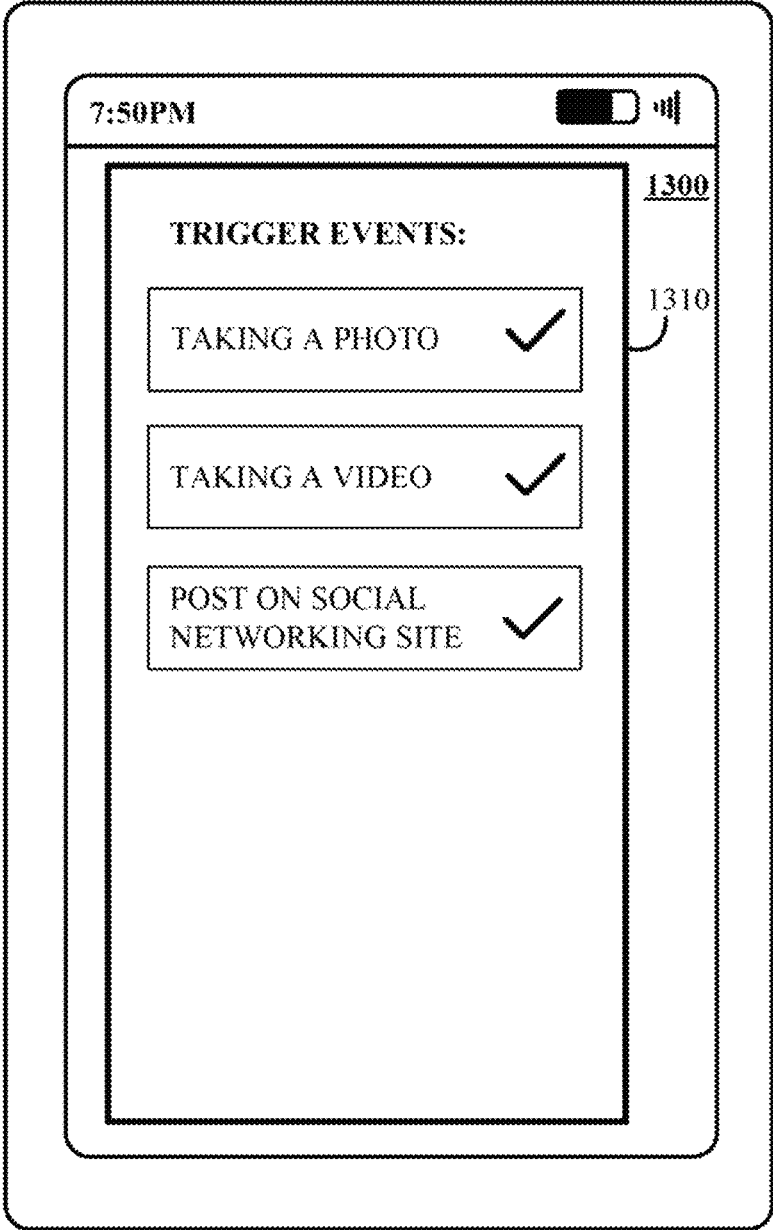 7:50PM
1300
TRIGGER EVENTS:
1310
TAKING A PHOTO
TAKING A VIDEO
POST ON SOCIAL
NETWORKING SITE